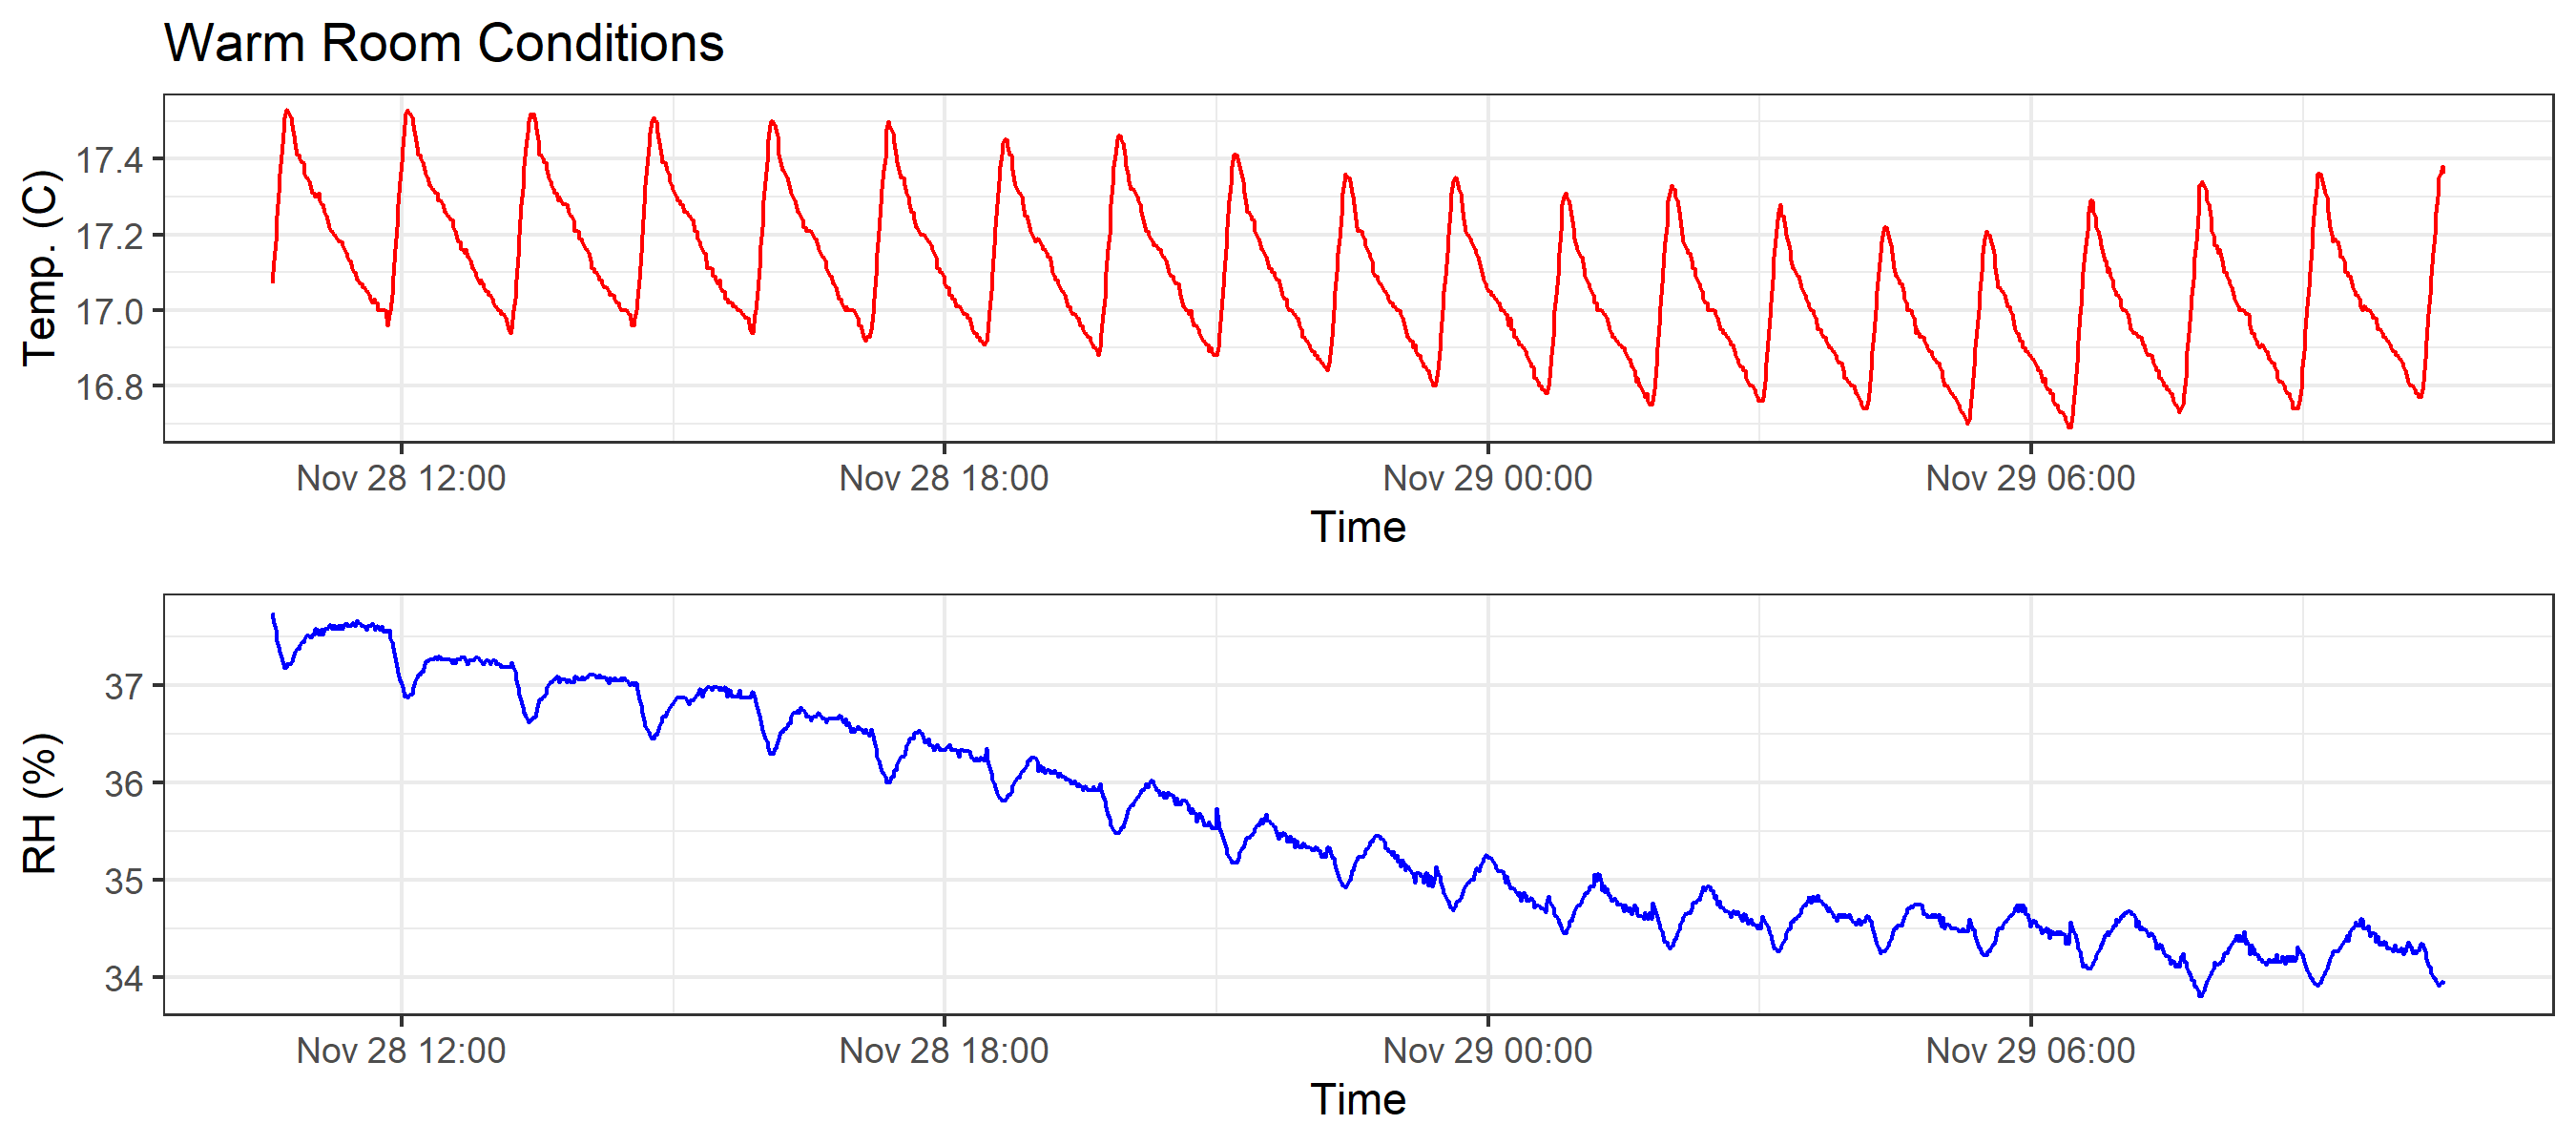 Warm Room Conditions
Temp. (C)
17.4
17.2
17.0
16.8
Nov 28 12:00 Nov 28 18:00 Nov 29 00:00 Nov 29 06:00
Time
RH (%)
37
36
35
34
Nov 28 12:00 Nov 28 18:00 Nov 29 00:00 Nov 29 06:00
Time